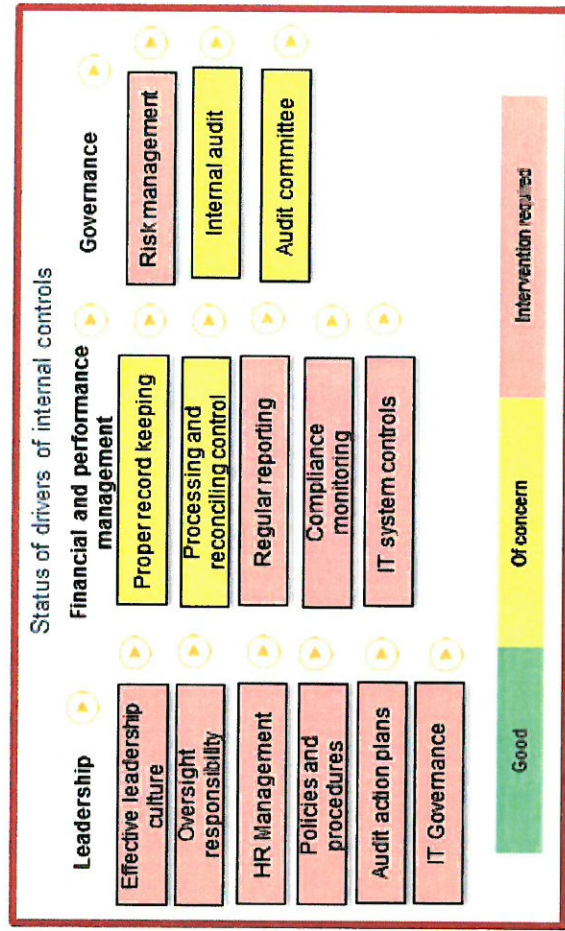 Status of drivers of internal controls
Leadership
Effective leadership
culture
Oversight
responsibility
HR Management
Policies and
procedures
Audit action plans
IT Governance
Financial and performance
management
Proper record keeping
Processing and
reconciling control
Regular reporting
Compliance
monitoring
IT system controls
Governance
Risk management
Internal audit
Audit committee
Good
Of concern
Intervention required